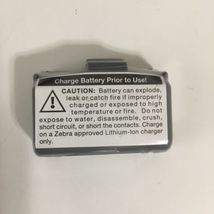 Charge Battery Prior to Use!
CAUTION: Battery can explode,
leak or catch fire if improperly
charged or exposed to high
temperature or fire. Do not
expose to water, disassemble, crush,
short circuit, or short the contacts. Charge
on a Zebra approved Lithium-Ion charger
only.